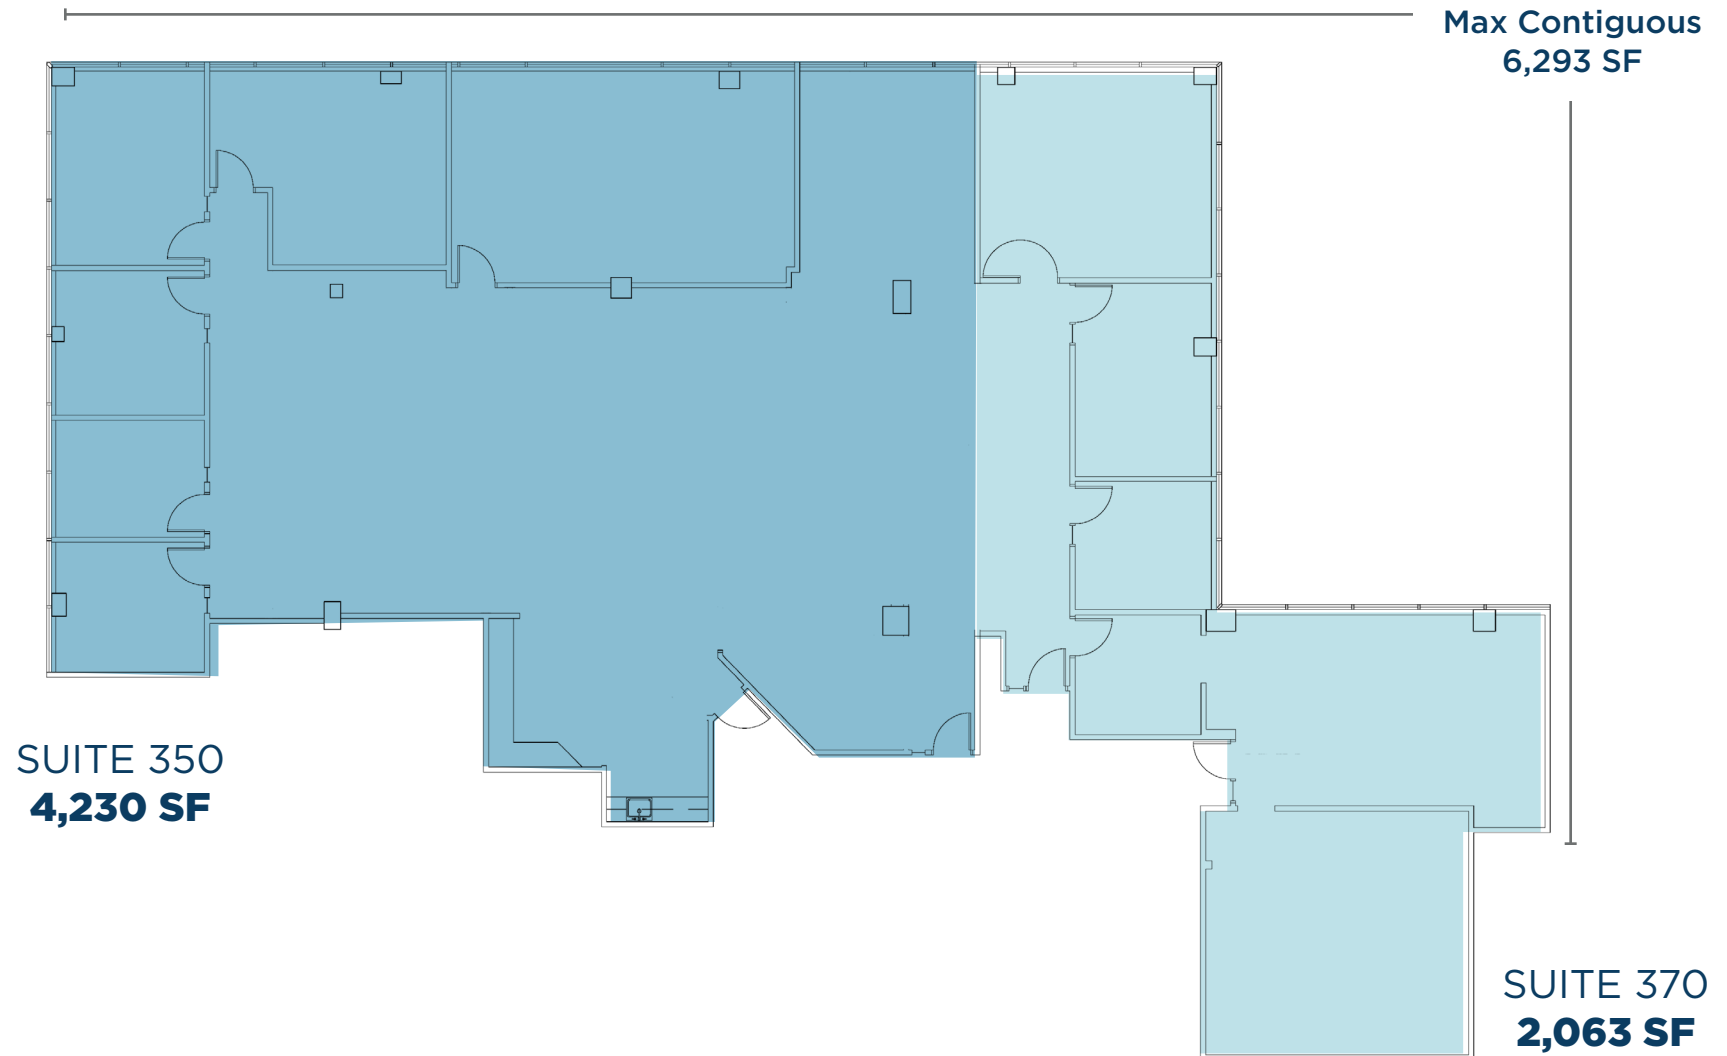 Max Contiguous
6,293 SF
SUITE 350
4,230 SF
SUITE 370
2,063 SF